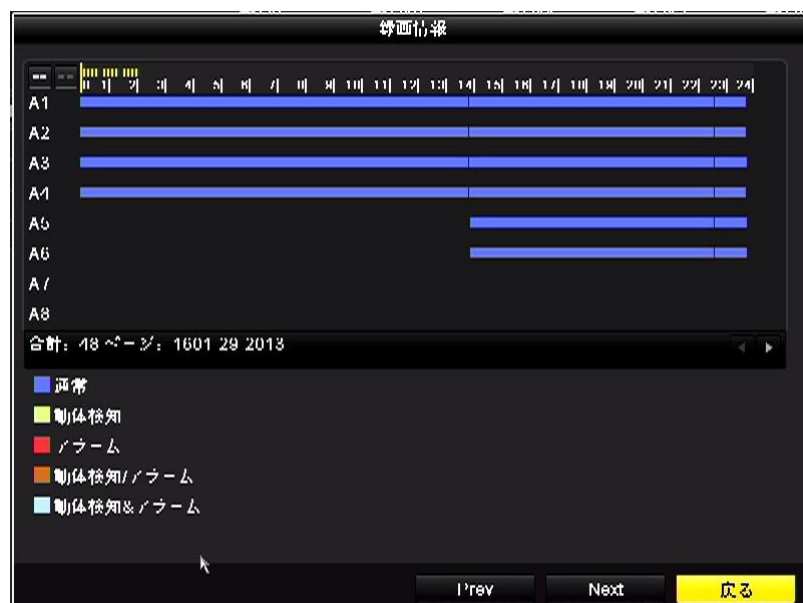 録画情報
0 1 2 3 4 5 6 7 8 9 10 11 12 13 14 15 16 17 18 19 20 21 22 23 24
A1
A2
A3
A4
A5
A6
A7
A8
合計: 48 ページ: 1601 29 2013
通常
動体検知
アラーム
動体検知/アラーム
動体検知&アラーム
Prev Next 戻る